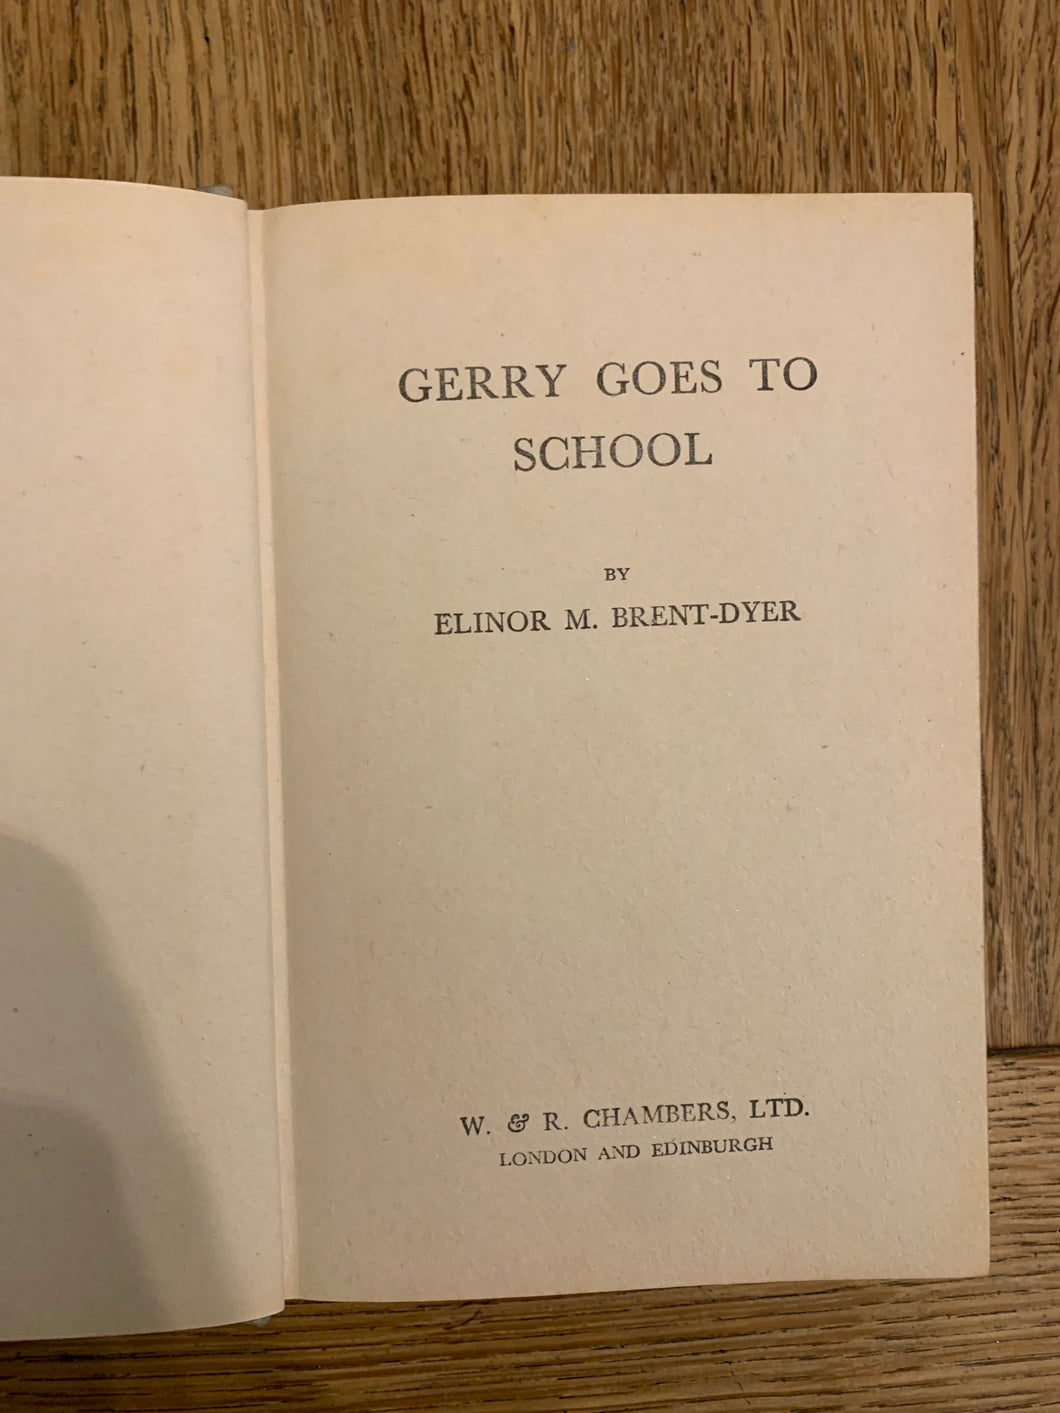 GERRY GOES TO
SCHOOL
BY
ELINOR M. BRENT-DYER
W. & R. CHAMBERS, LTD.
LONDON AND EDINBURGH